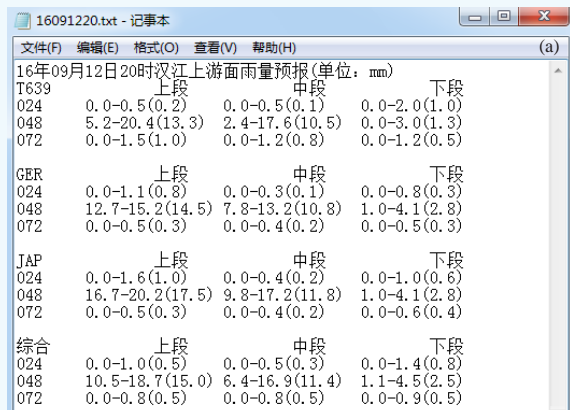 16091220.txt - 记事本
文件(F) 编辑(E) 格式(O) 查看(V) 帮助(H) (a)
16年09月12日20时汉江上游面雨量预报(单位: mm)
T639 上段 中段 下段
024 0.0-0.5(0.2) 0.0-0.5(0.1) 0.0-2.0(1.0)
048 5.2-20.4(13.3) 2.4-17.6(10.5) 0.0-3.0(1.3)
072 0.0-1.5(1.0) 0.0-1.2(0.8) 0.0-1.2(0.5)
GER 上段 中段 下段
024 0.0-1.1(0.8) 0.0-0.3(0.1) 0.0-0.8(0.3)
048 12.7-15.2(14.5) 7.8-13.2(10.8) 1.0-4.1(2.8)
072 0.0-0.5(0.3) 0.0-0.4(0.2) 0.0-0.5(0.3)
JAP 上段 中段 下段
024 0.0-1.6(1.0) 0.0-0.4(0.2) 0.0-1.0(0.6)
048 16.7-20.2(17.5) 9.8-17.2(11.8) 1.0-4.1(2.8)
072 0.0-0.5(0.3) 0.0-0.4(0.2) 0.0-0.6(0.4)
综合 上段 中段 下段
024 0.0-1.0(0.5) 0.0-0.5(0.3) 0.0-1.4(0.8)
048 10.5-18.7(15.0) 6.4-16.9(11.4) 1.1-4.5(2.5)
072 0.0-0.8(0.5) 0.0-0.8(0.5) 0.0-0.9(0.5)